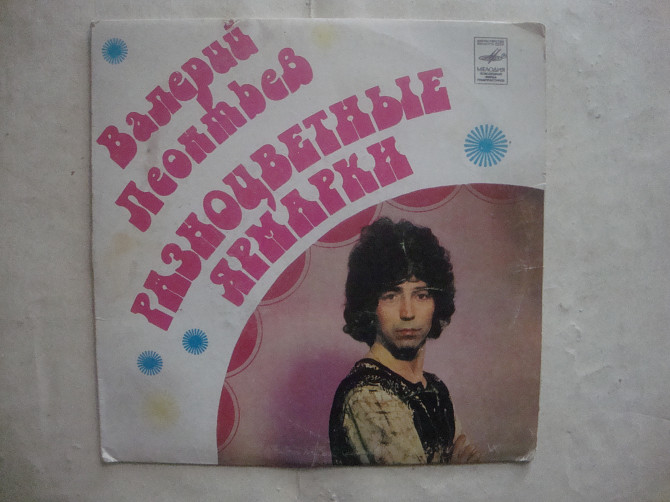 Валерий
Леонтьев
РАЗНОЦВЕТНЫЕ
ЯРМАРКИ
МЕЛОДИЯ